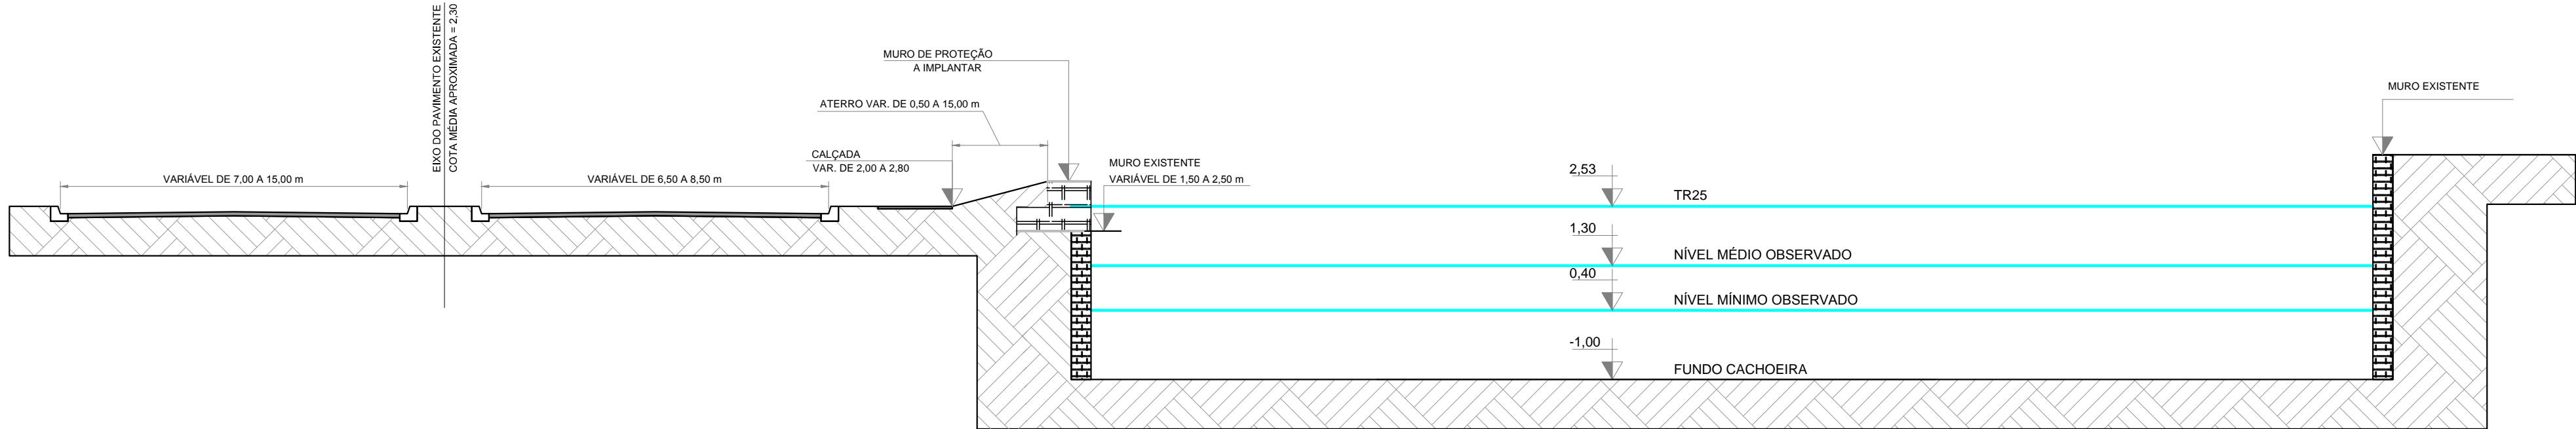 EIXO DO PAVIMENTO EXISTENTE
COTA MÉDIA APROXIMADA = 2,30
VARIÁVEL DE 7,00 A 15,00 m
VARIÁVEL DE 6,50 A 8,50 m
MURO DE PROTEÇÃO
A IMPLANTAR
ATERRO VAR. DE 0,50 A 15,00 m
CALÇADA
VAR. DE 2,00 A 2,80
MURO EXISTENTE
VARIÁVEL DE 1,50 A 2,50 m
2,53
TR25
1,30
NÍVEL MÉDIO OBSERVADO
0,40
NÍVEL MÍNIMO OBSERVADO
-1,00
FUNDO CACHOEIRA
MURO EXISTENTE